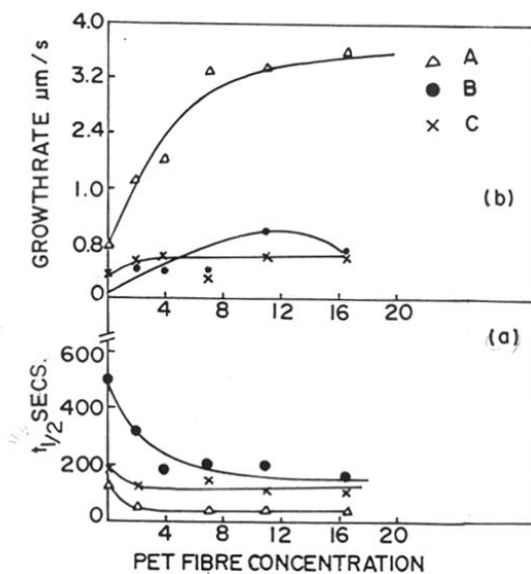 4.0
△ A
3.2
● B
2.4
× C
GROWTHRATE μm/s
1.0
(b)
0.8
0
4 8 12 16 20
(a)
600
400
t1/2 SECS.
200
0
0 4 8 12 16 20
PET FIBRE CONCENTRATION